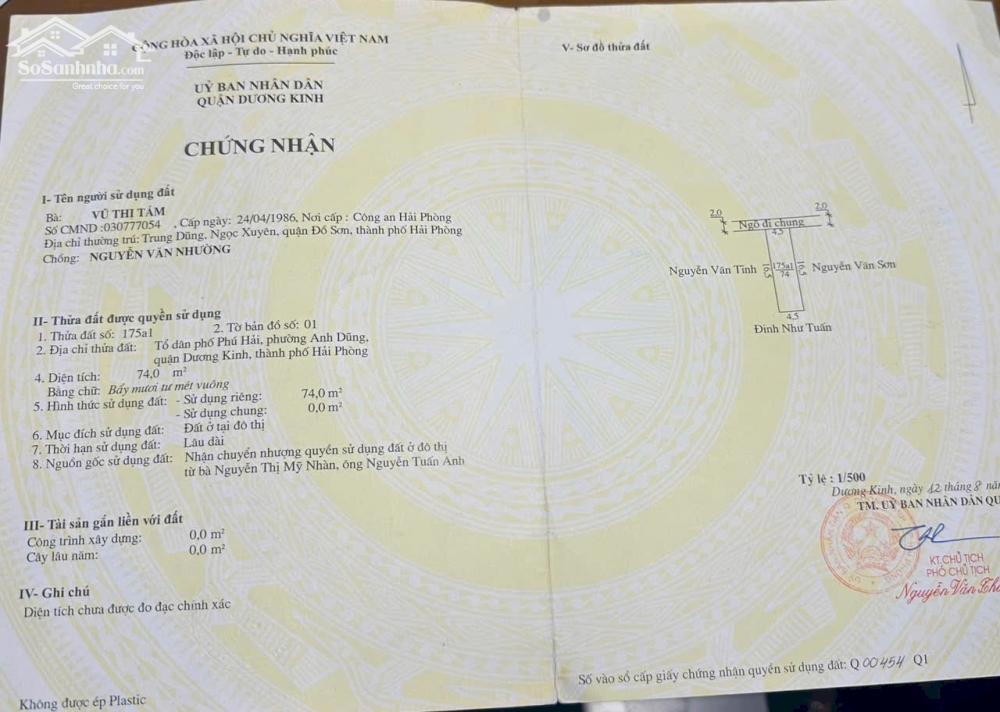 SoSanhnha.com
Great choice for you
CỘNG HÒA XÃ HỘI CHỦ NGHĨA VIỆT NAM
Độc lập - Tự do - Hạnh phúc
UỶ BAN NHÂN DÂN
QUẬN DƯƠNG KINH
CHỨNG NHẬN
I- Tên người sử dụng đất
Bà: VŨ THỊ TÁM
Số CMND :030777054 , Cấp ngày: 24/04/1986, Nơi cấp : Công an Hải Phòng
Địa chỉ thường trú: Trung Dũng, Ngọc Xuyên, quận Đồ Sơn, thành phố Hải Phòng
Chồng: NGUYỄN VĂN NHƯỜNG
II- Thửa đất được quyền sử dụng
1. Thửa đất số: 175a1 2. Tờ bản đồ số: 01
2. Địa chỉ thửa đất: Tổ dân phố Phú Hải, phường Anh Dũng,
quận Dương Kinh, thành phố Hải Phòng
4. Diện tích: 74,0 m²
Bằng chữ: Bẩy mươi tư mét vuông
5. Hình thức sử dụng đất: - Sử dụng riêng: 74,0 m²
- Sử dụng chung: 0,0 m²
6. Mục đích sử dụng đất: Đất ở tại đô thị
7. Thời hạn sử dụng đất: Lâu dài
8. Nguồn gốc sử dụng đất: Nhận chuyển nhượng quyền sử dụng đất ở đô thị
từ bà Nguyễn Thị Mỹ Nhàn, ông Nguyễn Tuấn Anh
III- Tài sản gắn liền với đất
Công trình xây dựng: 0,0 m²
Cây lâu năm: 0,0 m²
IV- Ghi chú
Diện tích chưa được đo đạc chính xác
Không được ép Plastic
V- Sơ đồ thửa đất
2.0 2.0
Ngõ đi chung
4.5
Nguyễn Văn Tĩnh 175a1 Nguyễn Văn Sơn
74
4.5
Đinh Như Tuấn
Tỷ lệ : 1/500
Dương Kinh, ngày 12 tháng 8 năm
TM. UỶ BAN NHÂN DÂN QU
KT.CHỦ TỊCH
PHÓ CHỦ TỊCH
Nguyễn Văn
Số vào sổ cấp giấy chứng nhận quyền sử dụng đất: Q 00454 Q1